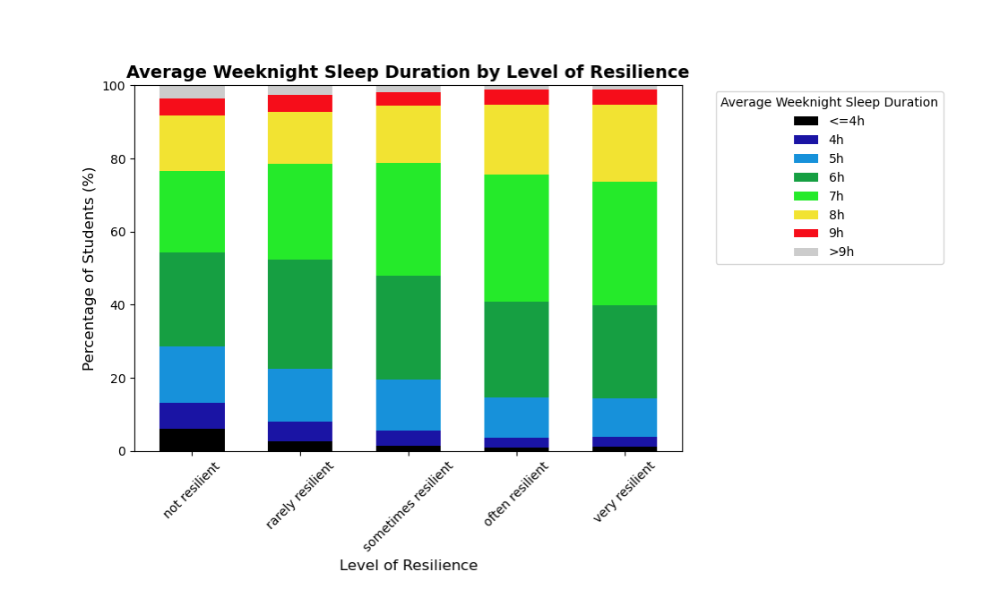 Average Weeknight Sleep Duration by Level of Resilience
Percentage of Students (%)
100
80
60
40
20
0
not resilient
rarely resilient
sometimes resilient
often resilient
very resilient
Level of Resilience
Average Weeknight Sleep Duration
<=4h
4h
5h
6h
7h
8h
9h
>9h